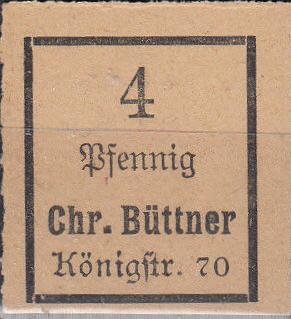 4
Pfennig
Chr. Büttner
Königstr. 70